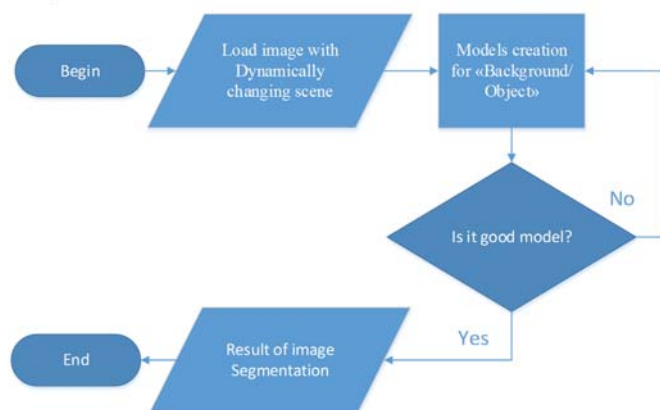 Begin
Load image with
Dynamically
changing scene
Models creation
for «Background/
Object»
Is it good model?
No
Yes
Result of image
Segmentation
End